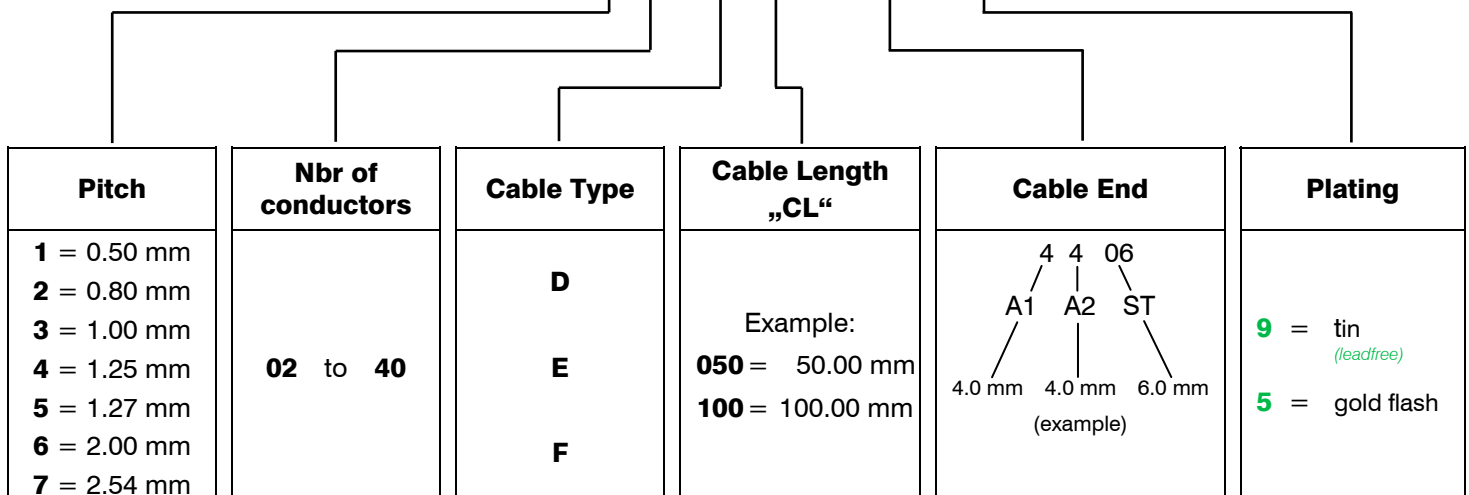 Pitch
1 = 0.50 mm
2 = 0.80 mm
3 = 1.00 mm
4 = 1.25 mm
5 = 1.27 mm
6 = 2.00 mm
7 = 2.54 mm
Nbr of
conductors
02 to 40
Cable Type
D
E
F
Cable Length
„CL“
Example:
050 = 50.00 mm
100 = 100.00 mm
Cable End
4 4 06
A1 A2 ST
4.0 mm 4.0 mm 6.0 mm
(example)
Plating
9 = tin
(leadfree)
5 = gold flash